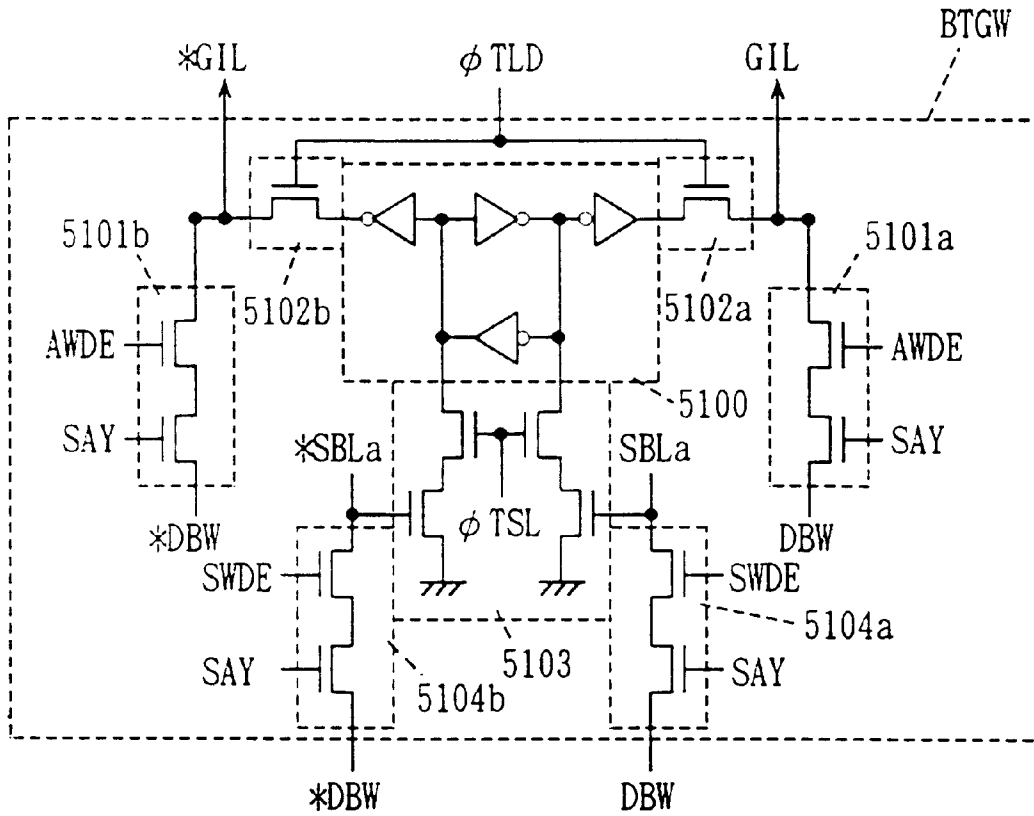 BTGW
※GIL
φTLD
GIL
5101b
5101a
5102b
5102a
AWDE
AWDE
5100
SAY
※SBLa
SBLa
SAY
φTSL
※DBW
DBW
SWDE
SWDE
5104a
SAY
5103
SAY
5104b
※DBW
DBW